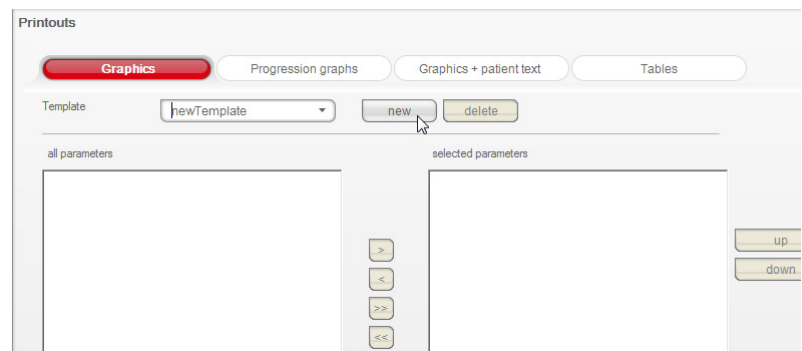 Printouts
Graphics Progression graphs Graphics + patient text Tables
Template newTemplate new delete
all parameters selected parameters
>
up
<
down
>>
<<